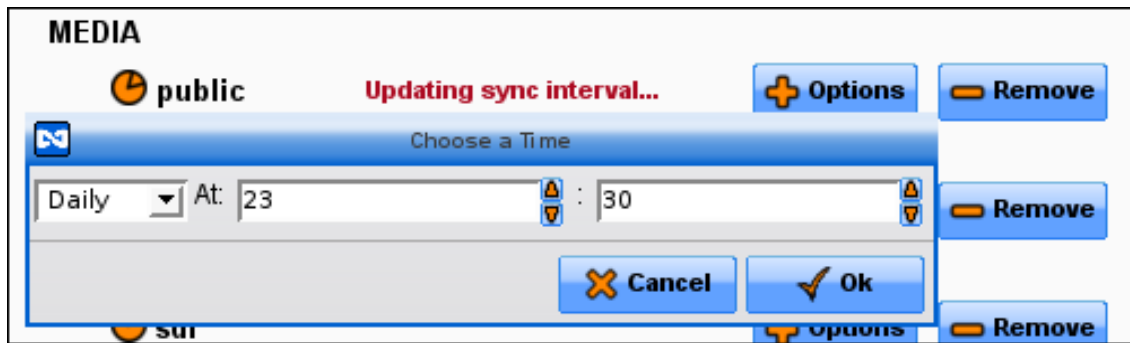 MEDIA
public Updating sync interval... Options Remove
Choose a Time
Daily At: 23 : 30 Remove
Cancel Ok
Options Remove